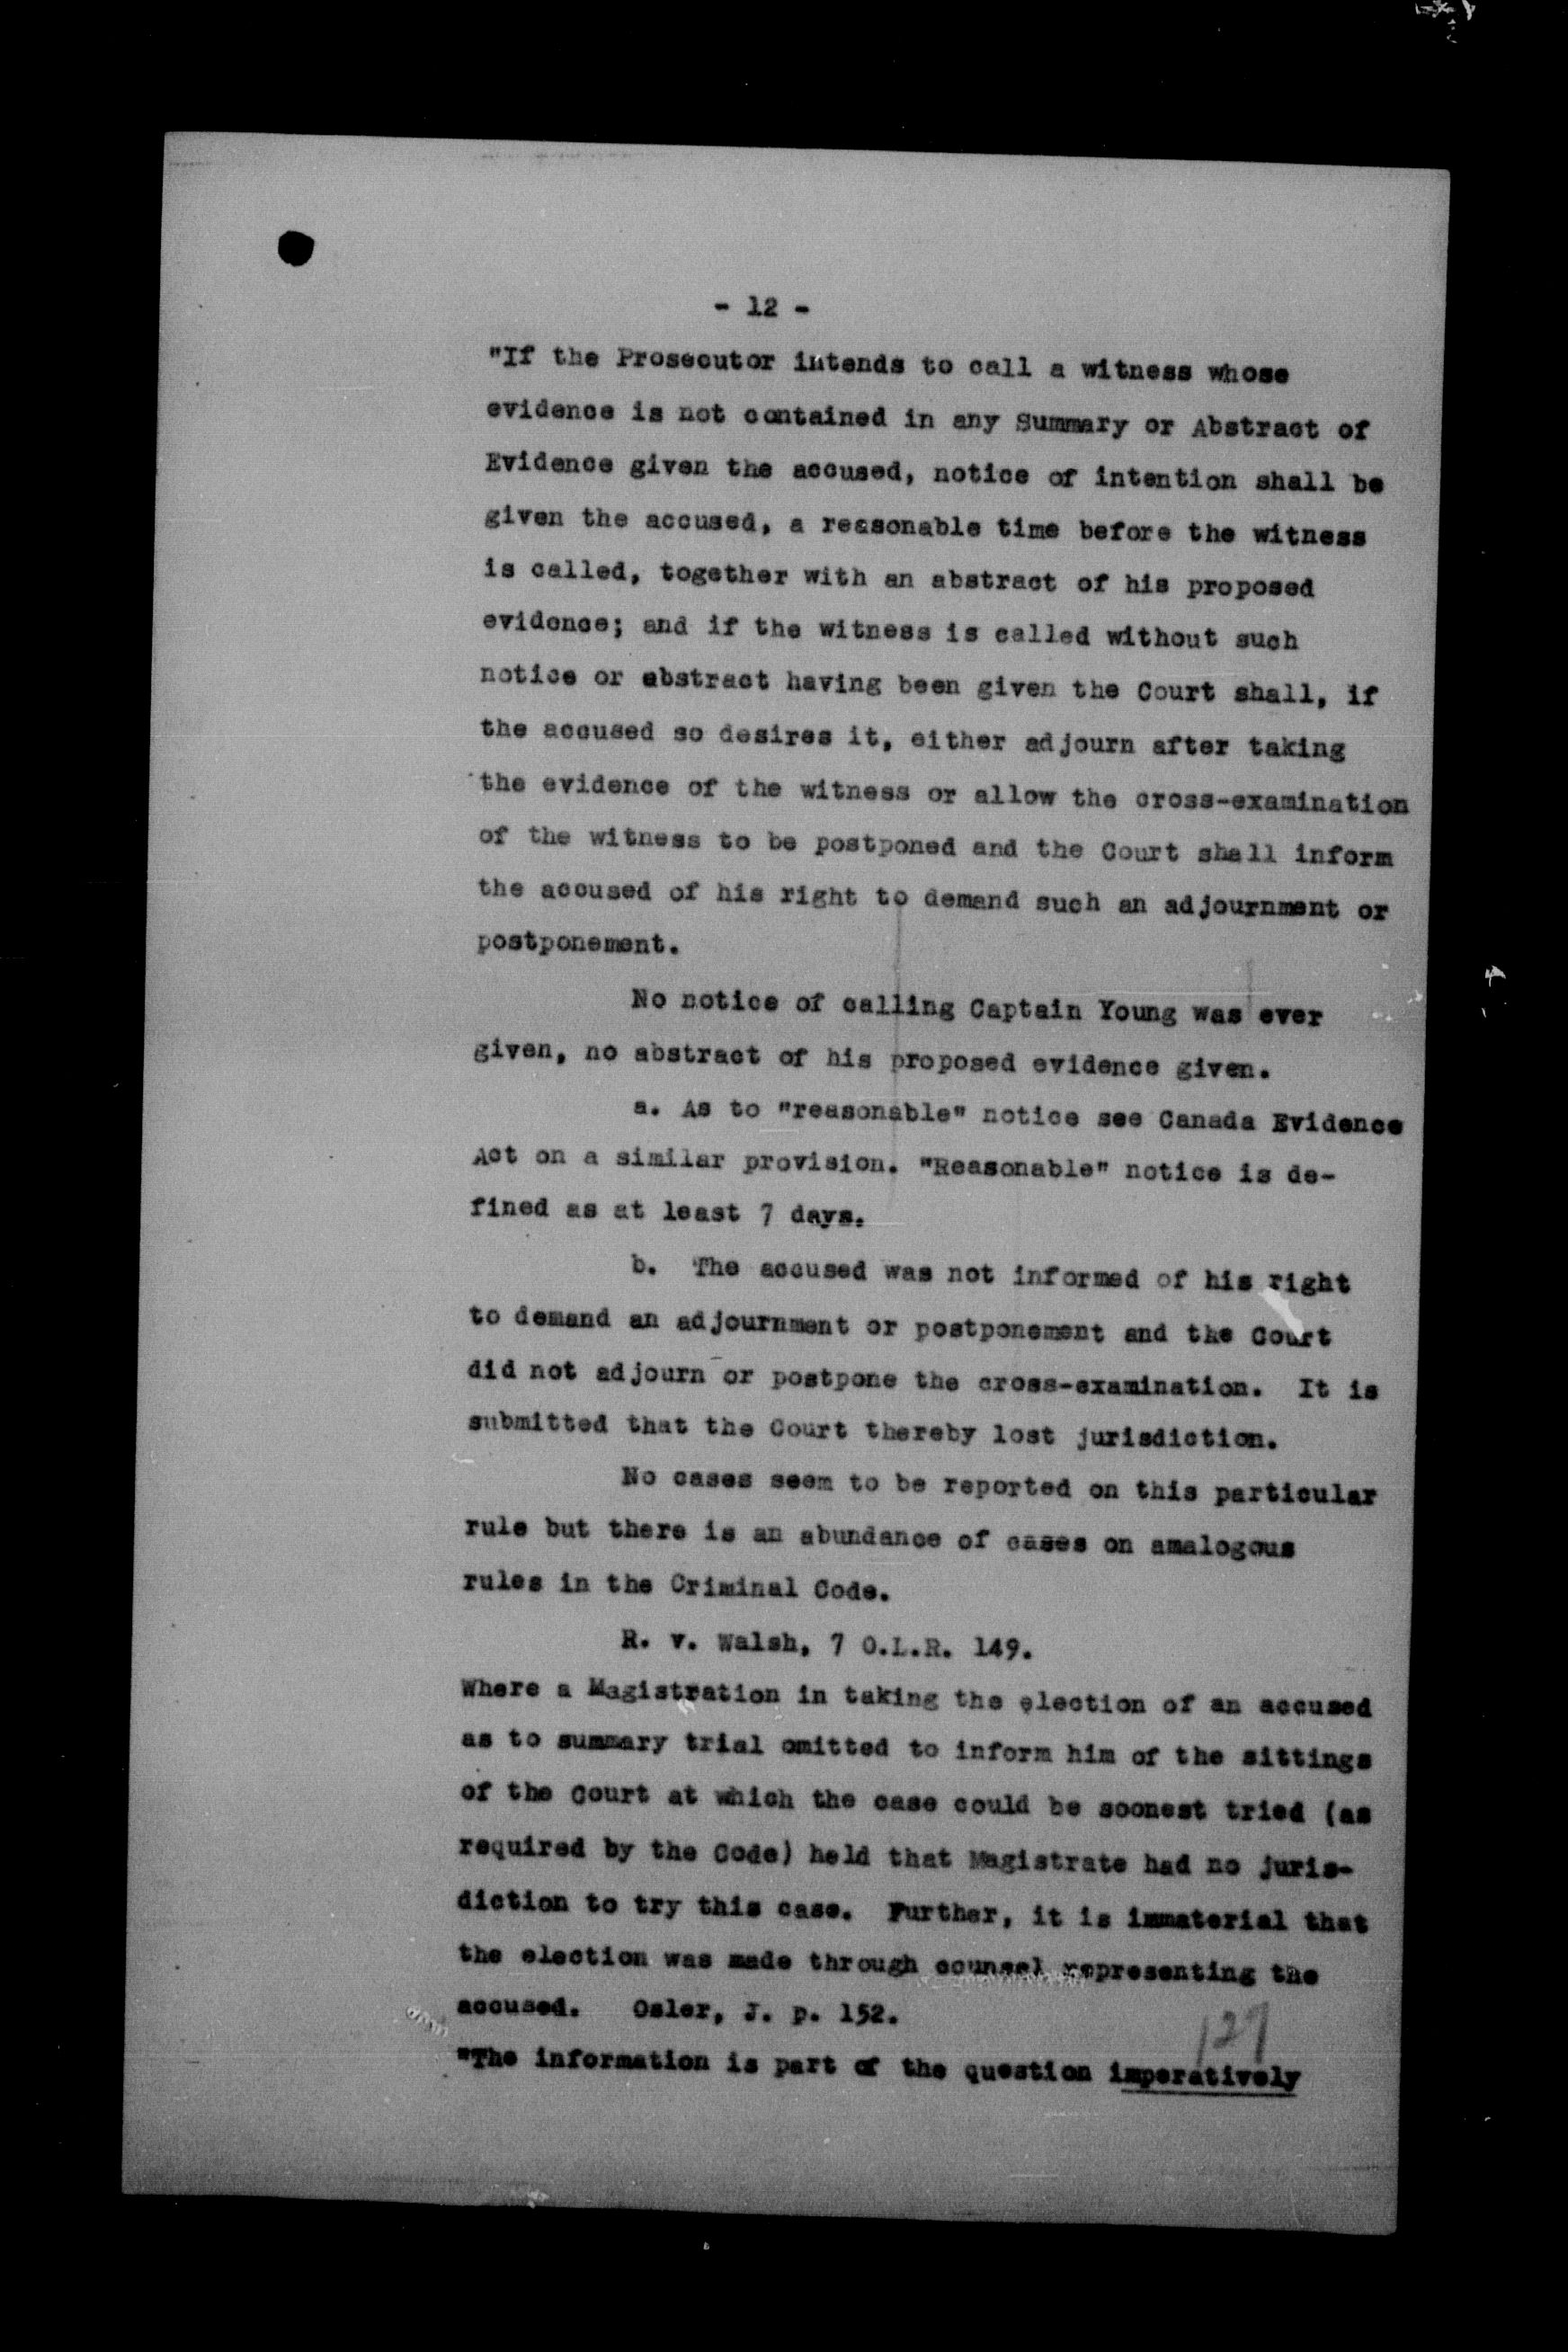 - 12 -
"If the Prosecutor intends to call a witness whose
evidence is not contained in any Summary or Abstract of
Evidence given the accused, notice of intention shall be
given the accused, a reasonable time before the witness
is called, together with an abstract of his proposed
evidence; and if the witness is called without such
notice or abstract having been given the Court shall, if
the accused so desires it, either adjourn after taking
the evidence of the witness or allow the cross-examination
of the witness to be postponed and the Court shall inform
the accused of his right to demand such an adjournment or
postponement.
No notice of calling Captain Young was ever
given, no abstract of his proposed evidence given.
a. As to "reasonable" notice see Canada Evidence
Act on a similar provision. "Reasonable" notice is de-
fined as at least 7 days.
b. The accused was not informed of his right
to demand an adjournment or postponement and the Court
did not adjourn or postpone the cross-examination. It is
submitted that the Court thereby lost jurisdiction.
No cases seem to be reported on this particular
rule but there is an abundance of cases on amalogous
rules in the Criminal Code.
R. v. Walsh, 7 O.L.R. 149.
Where a Magistration in taking the election of an accused
as to summary trial omitted to inform him of the sittings
of the Court at which the case could be soonest tried (as
required by the Code) held that Magistrate had no juris-
diction to try this case. Further, it is immaterial that
the election was made through counsel representing the
accused. Osler, J. p. 152.
127
"The information is part of the question imperatively